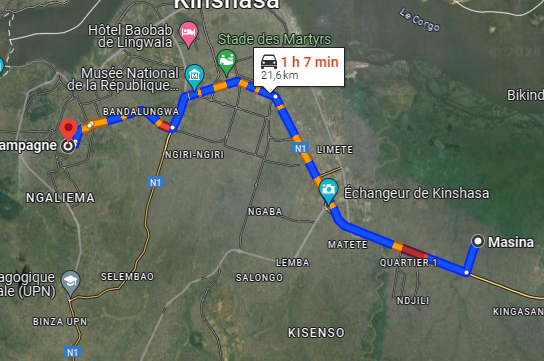 Kinshasa
Le Congo
Hôtel Baobab
de Lingwala
Stade des Martyrs
1 h 7 min
21,6 km
Musée National
de la République...
Bikind
BANDALUNGWA
ampagne
NGIRI-NGIRI
N1
LIMETE
N1
Échangeur de Kinshasa
NGALIEMA
NGABA
MATETE
Masina
LEMBA
QUARTIER 1
agogique
ale (UPN)
SELEMBAO
SALONGO
NDJILI
KINGASAN
BINZA UPN
KISENSO
N1